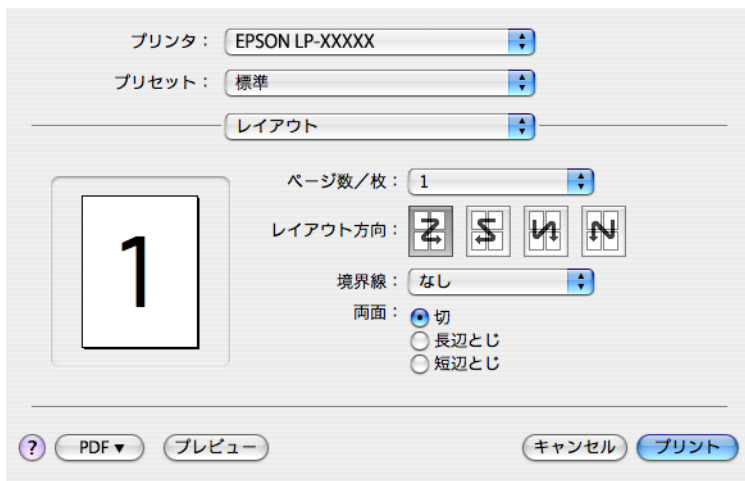 プリンタ： EPSON LP-XXXXX
プリセット： 標準
レイアウト
ページ数／枚： 1
レイアウト方向：
境界線： なし
両面： 切
長辺とじ
短辺とじ
1
? PDF▼ プレビュー キャンセル プリント